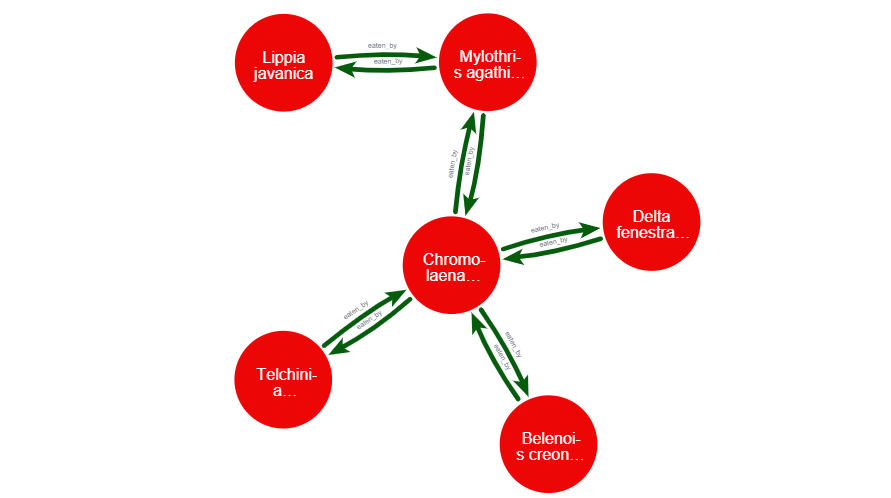 Lippia
javanica
eaten_by
eaten_by
Mylothri-
s agathi…
eaten_by
eaten_by
Delta
fenestra…
eaten_by
eaten_by
Chromo-
laena…
eaten_by
eaten_by
Telchini-
a…
eaten_by
eaten_by
Belenoi-
s creon…